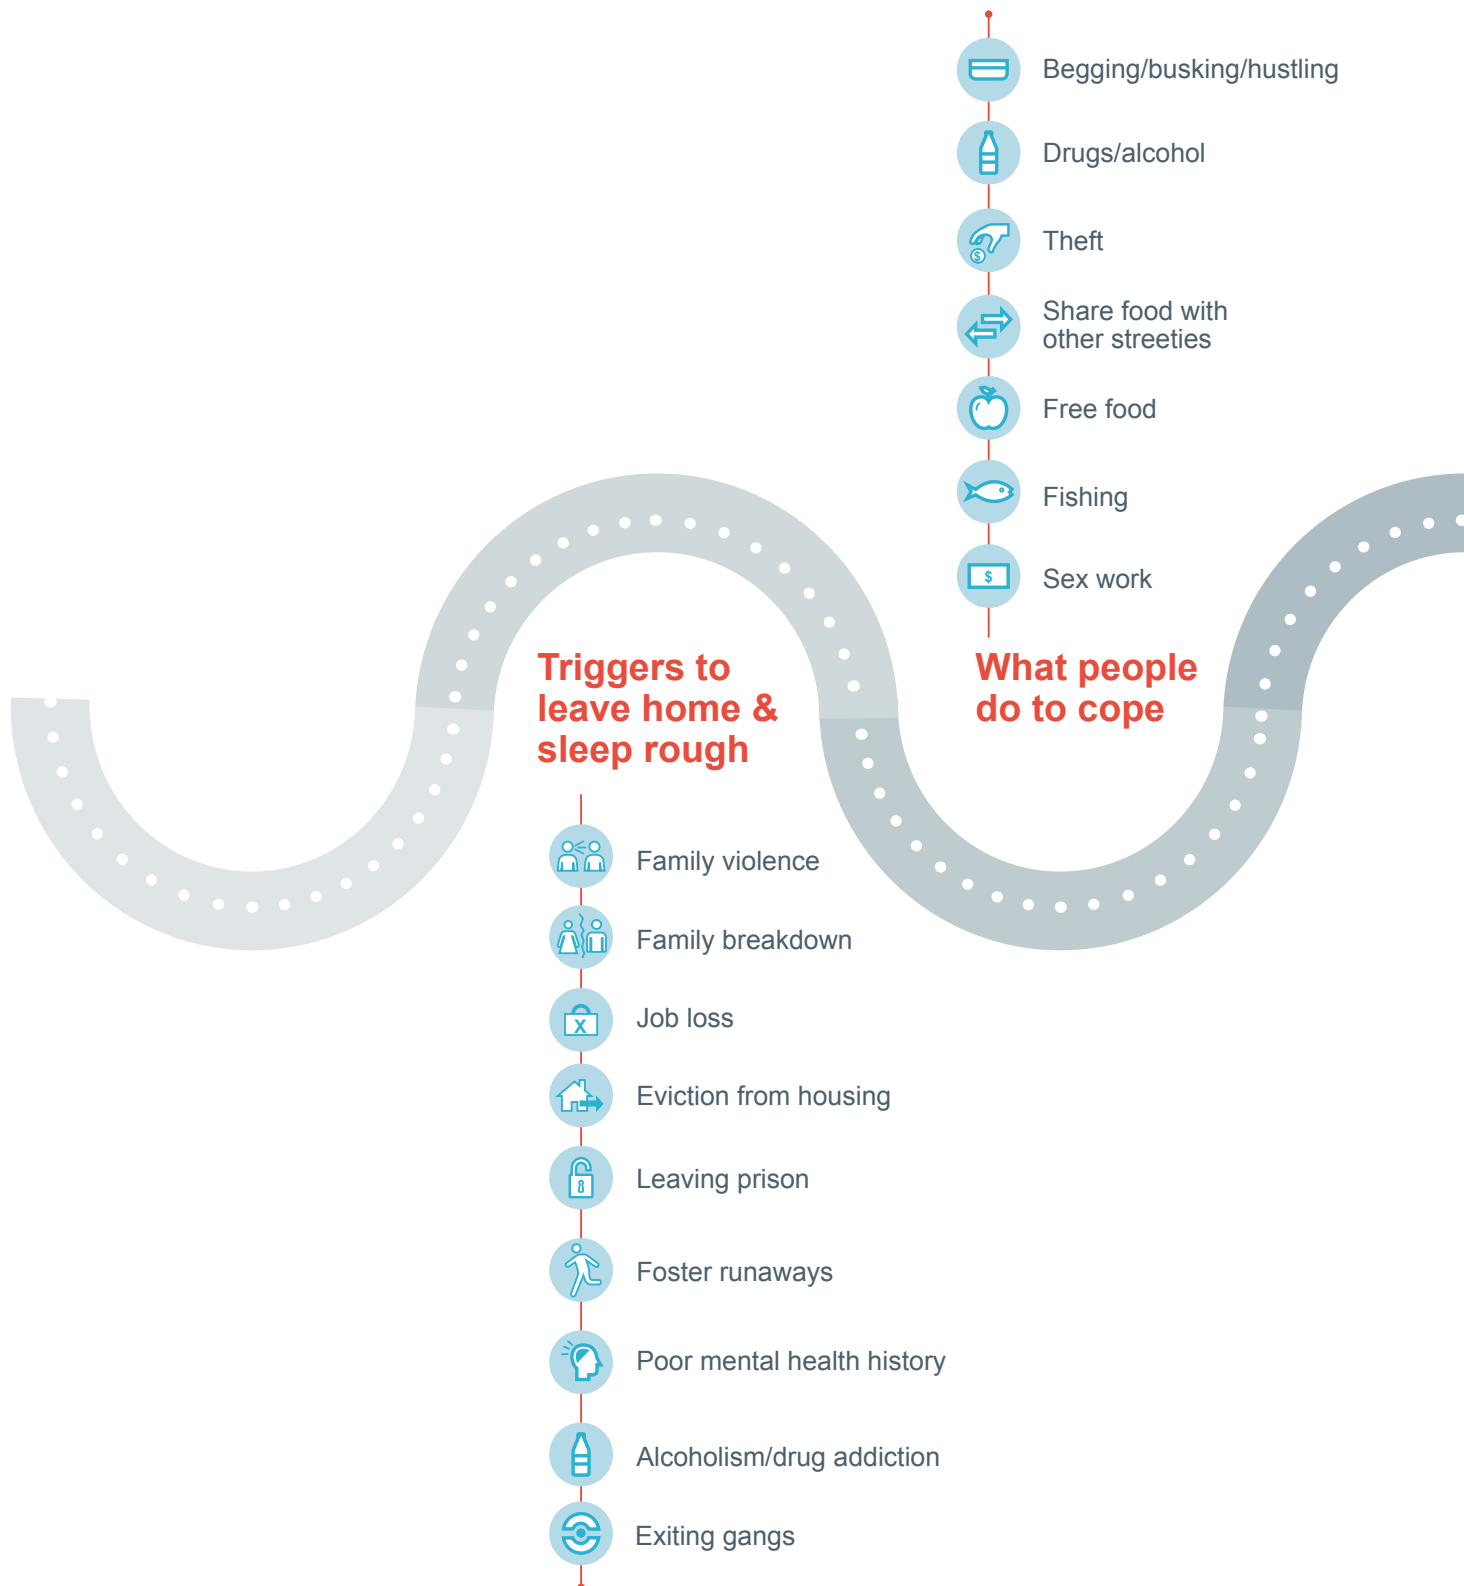 Begging/busking/hustling
Drugs/alcohol
$
Theft
Share food with
other streeties
Free food
Fishing
$
Sex work
What people
do to cope
Triggers to
leave home &
sleep rough
Family violence
Family breakdown
X
Job loss
Eviction from housing
Leaving prison
Foster runaways
Poor mental health history
Alcoholism/drug addiction
Exiting gangs